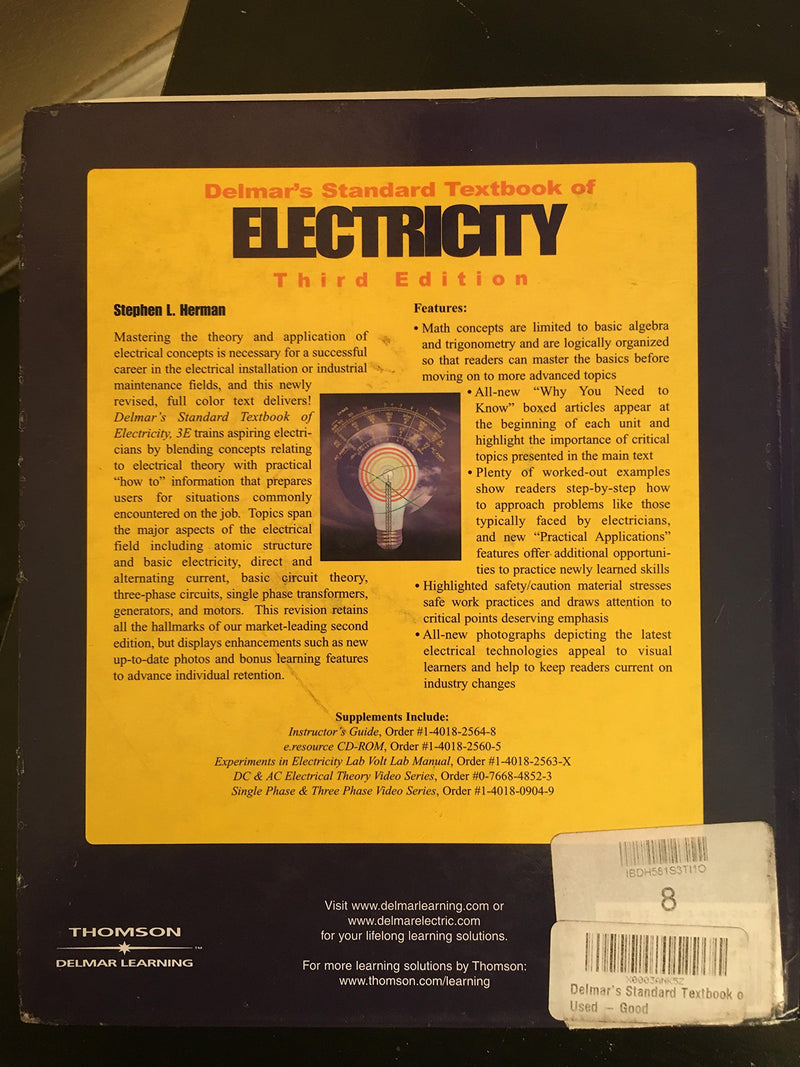 Delmar's Standard Textbook of
ELECTRICITY
Third Edition
Stephen L. Herman
Mastering the theory and application of
electrical concepts is necessary for a successful
career in the electrical installation or industrial
maintenance fields, and this newly
revised, full color text delivers!
Delmar's Standard Textbook of
Electricity, 3E trains aspiring electri-
cians by blending concepts relating
to electrical theory with practical
"how to" information that prepares
users for situations commonly
encountered on the job. Topics span
the major aspects of the electrical
field including atomic structure
and basic electricity, direct and
alternating current, basic circuit theory,
three-phase circuits, single phase transformers,
generators, and motors. This revision retains
all the hallmarks of our market-leading second
edition, but displays enhancements such as new
up-to-date photos and bonus learning features
to advance individual retention.
Features:
• Math concepts are limited to basic algebra
and trigonometry and are logically organized
so that readers can master the basics before
moving on to more advanced topics
• All-new "Why You Need to
Know" boxed articles appear at
the beginning of each unit and
highlight the importance of critical
topics presented in the main text
• Plenty of worked-out examples
show readers step-by-step how
to approach problems like those
typically faced by electricians,
and new "Practical Applications"
features offer additional opportuni-
ties to practice newly learned skills
• Highlighted safety/caution material stresses
safe work practices and draws attention to
critical points deserving emphasis
• All-new photographs depicting the latest
electrical technologies appeal to visual
learners and help to keep readers current on
industry changes
Supplements Include:
Instructor's Guide, Order #1-4018-2564-8
e.resource CD-ROM, Order #1-4018-2560-5
Experiments in Electricity Lab Volt Lab Manual, Order #1-4018-2563-X
DC & AC Electrical Theory Video Series, Order #0-7668-4852-3
Single Phase & Three Phase Video Series, Order #1-4018-0904-9
THOMSON
™
DELMAR LEARNING
Visit www.delmarlearning.com or
www.delmarelectric.com
for your lifelong learning solutions.
For more learning solutions by Thomson:
www.thomson.com/learning
8
Delmar's Standard Textbook o
Used - Good